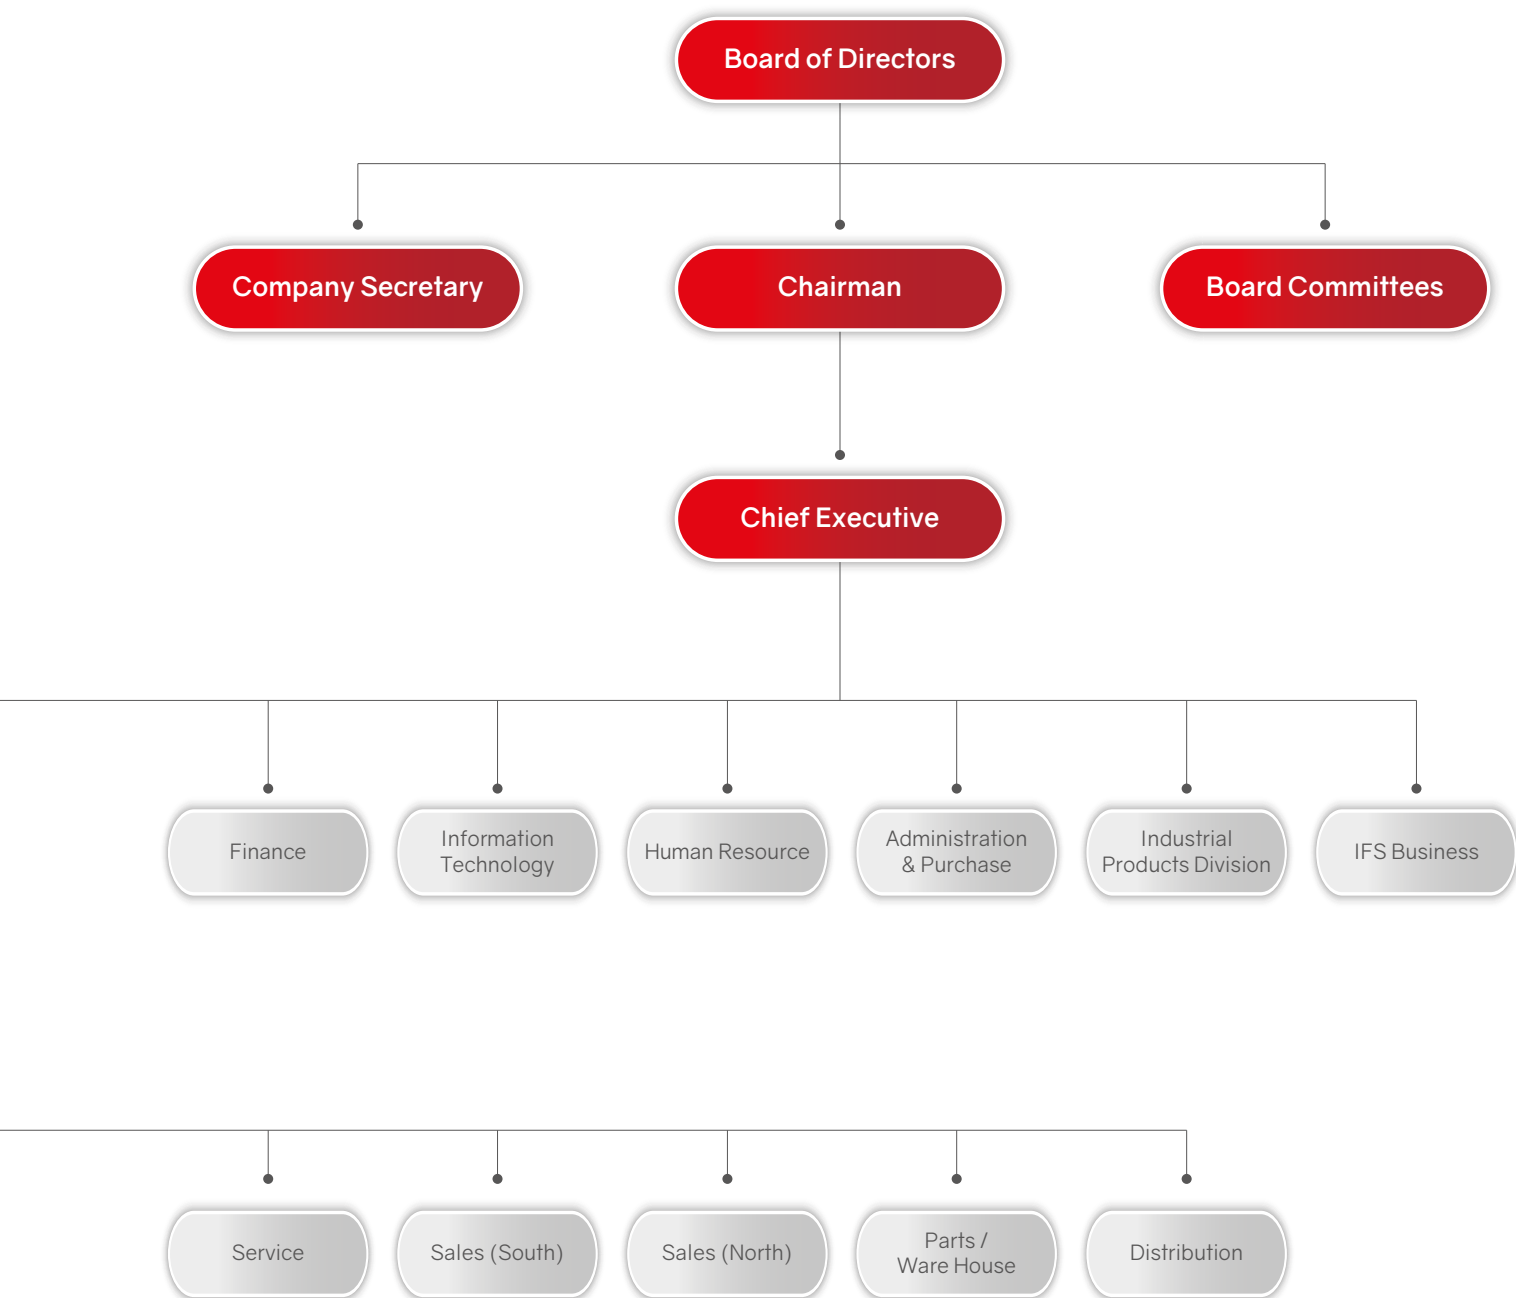 Board of Directors
Company Secretary
Chairman
Board Committees
Chief Executive
Finance
Information
Technology
Human Resource
Administration
& Purchase
Industrial
Products Division
IFS Business
Service
Sales (South)
Sales (North)
Parts /
Ware House
Distribution